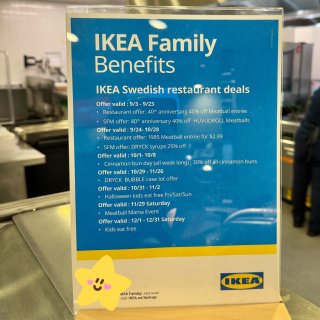 IKEA Family
Benefits
IKEA Swedish restaurant deals
Offer valid : 9/3 - 9/23
• Restaurant offer: 40th anniversary 40% off Meatball entrée
• SFM offer: 40th anniversary 40% off HUVUDROLL Meatballs
Offer valid : 9/24- 10/28
• Restaurant offer: 1985 Meatball entrée for $2.99
• SFM offer: DRYCK syrups 25% off
Offer valid : 10/1- 10/8
• Cinnamon bun day (all week long); 30% off all cinnamon buns
Offer valid : 10/29 - 11/26
• DRYCK BUBBLE case lot offer
Offer valid : 10/31 -11/2
• Halloween kids eat free Fri/Sat/Sun
Offer valid : 11/29 Saturday
• Meatball Mania Event
Offer valid : 12/1 - 12/31 Saturday
• Kids eat free
IKEA Family
IKEA